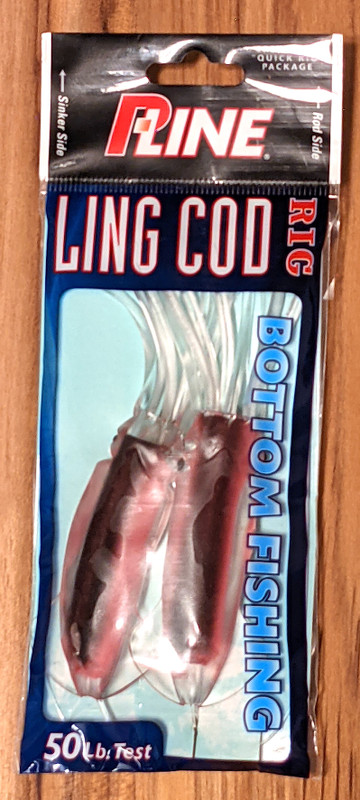 QUICK RIG
PACKAGE
Sinker Side
Rod Side
P-LINE
LING COD
RIG
BOTTOM FISHING
50 Lb. Test